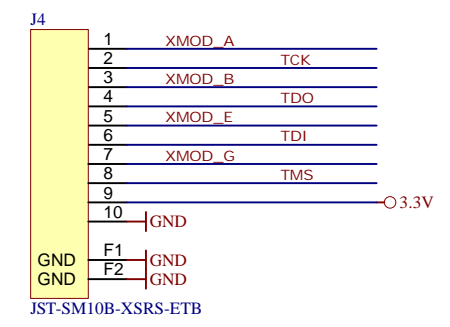 J4
1 XMOD_A
2 TCK
3 XMOD_B
4 TDO
5 XMOD_E
6 TDI
7 XMOD_G
8 TMS
9 3.3V
10 GND
GND F1 GND
GND F2 GND
JST-SM10B-XSRS-ETB